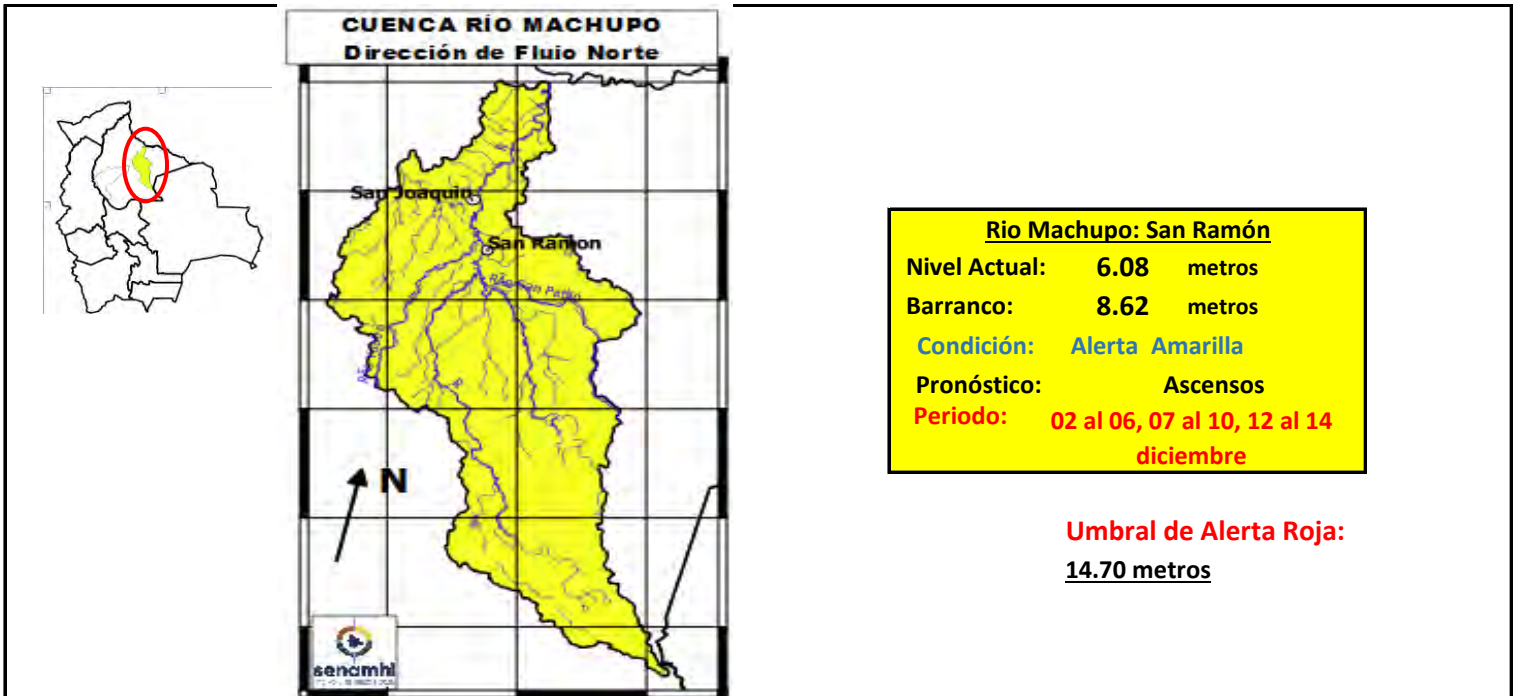 CUENCA RÍO MACHUPO
Dirección de Fluio Norte
San Joaquin
San Ramon
N
senamhi
Rio Machupo: San Ramón
Nivel Actual: 6.08 metros
Barranco: 8.62 metros
Condición: Alerta Amarilla
Pronóstico: Ascensos
Periodo: 02 al 06, 07 al 10, 12 al 14
diciembre
Umbral de Alerta Roja:
14.70 metros